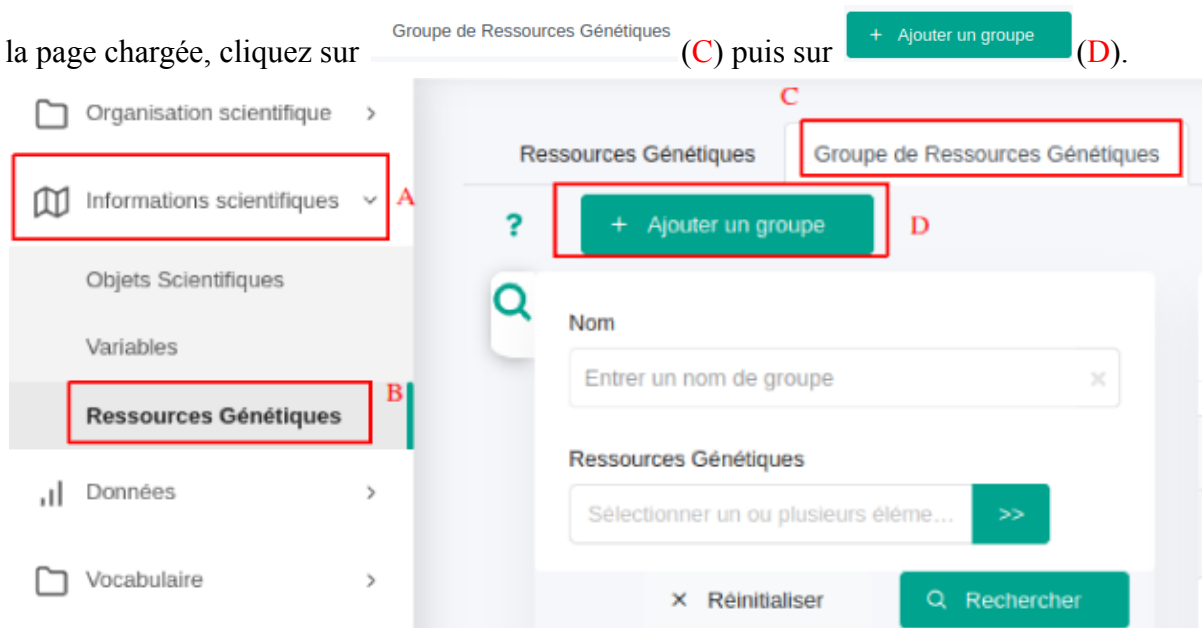 la page chargée, cliquez sur Groupe de Ressources Génétiques (C) puis sur + Ajouter un groupe (D).
Organisation scientifique >
C
Ressources Génétiques Groupe de Ressources Génétiques
Informations scientifiques A
? + Ajouter un groupe D
Objets Scientifiques
Nom
Variables
Entrer un nom de groupe ×
B
Ressources Génétiques
Ressources Génétiques
Données >
Sélectionner un ou plusieurs éléme... >>
Vocabulaire >
× Réinitialiser Rechercher